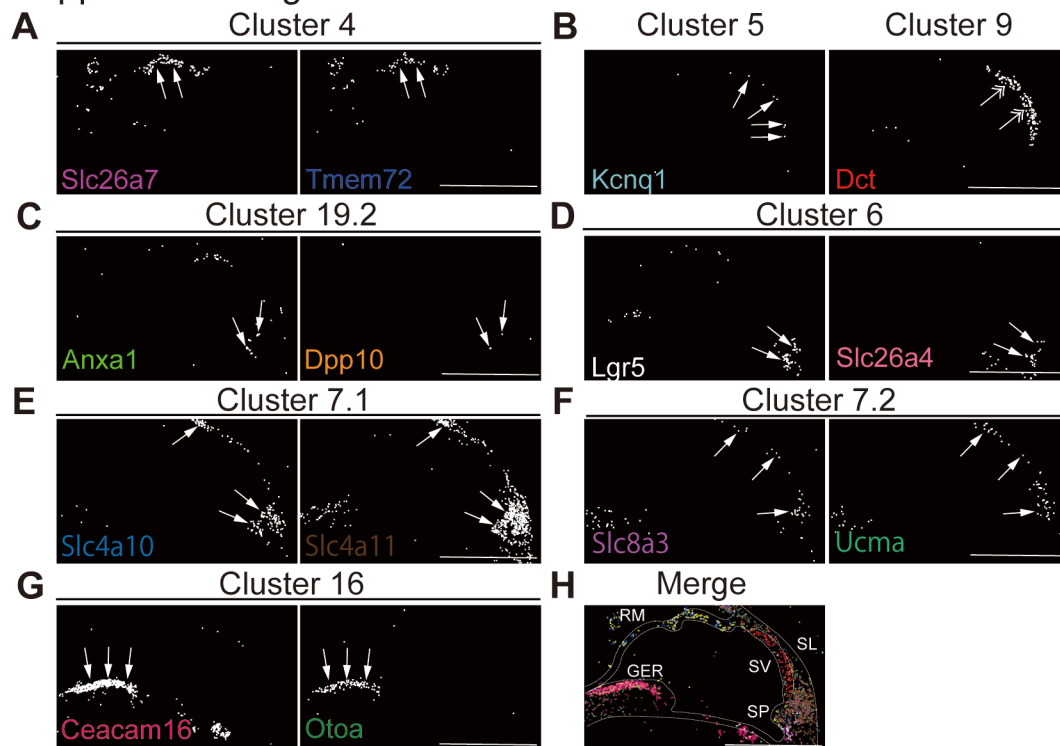 A Cluster 4 B Cluster 5 Cluster 9
Slc26a7 Tmem72 Kcnq1 Dct
C Cluster 19.2 D Cluster 6
Anxa1 Dpp10 Lgr5 Slc26a4
E Cluster 7.1 F Cluster 7.2
Slc4a10 Slc4a11 Slc8a3 Ucma
G Cluster 16 H Merge
RM
SL
GER
SV
SP
Ceacam16 Otoa